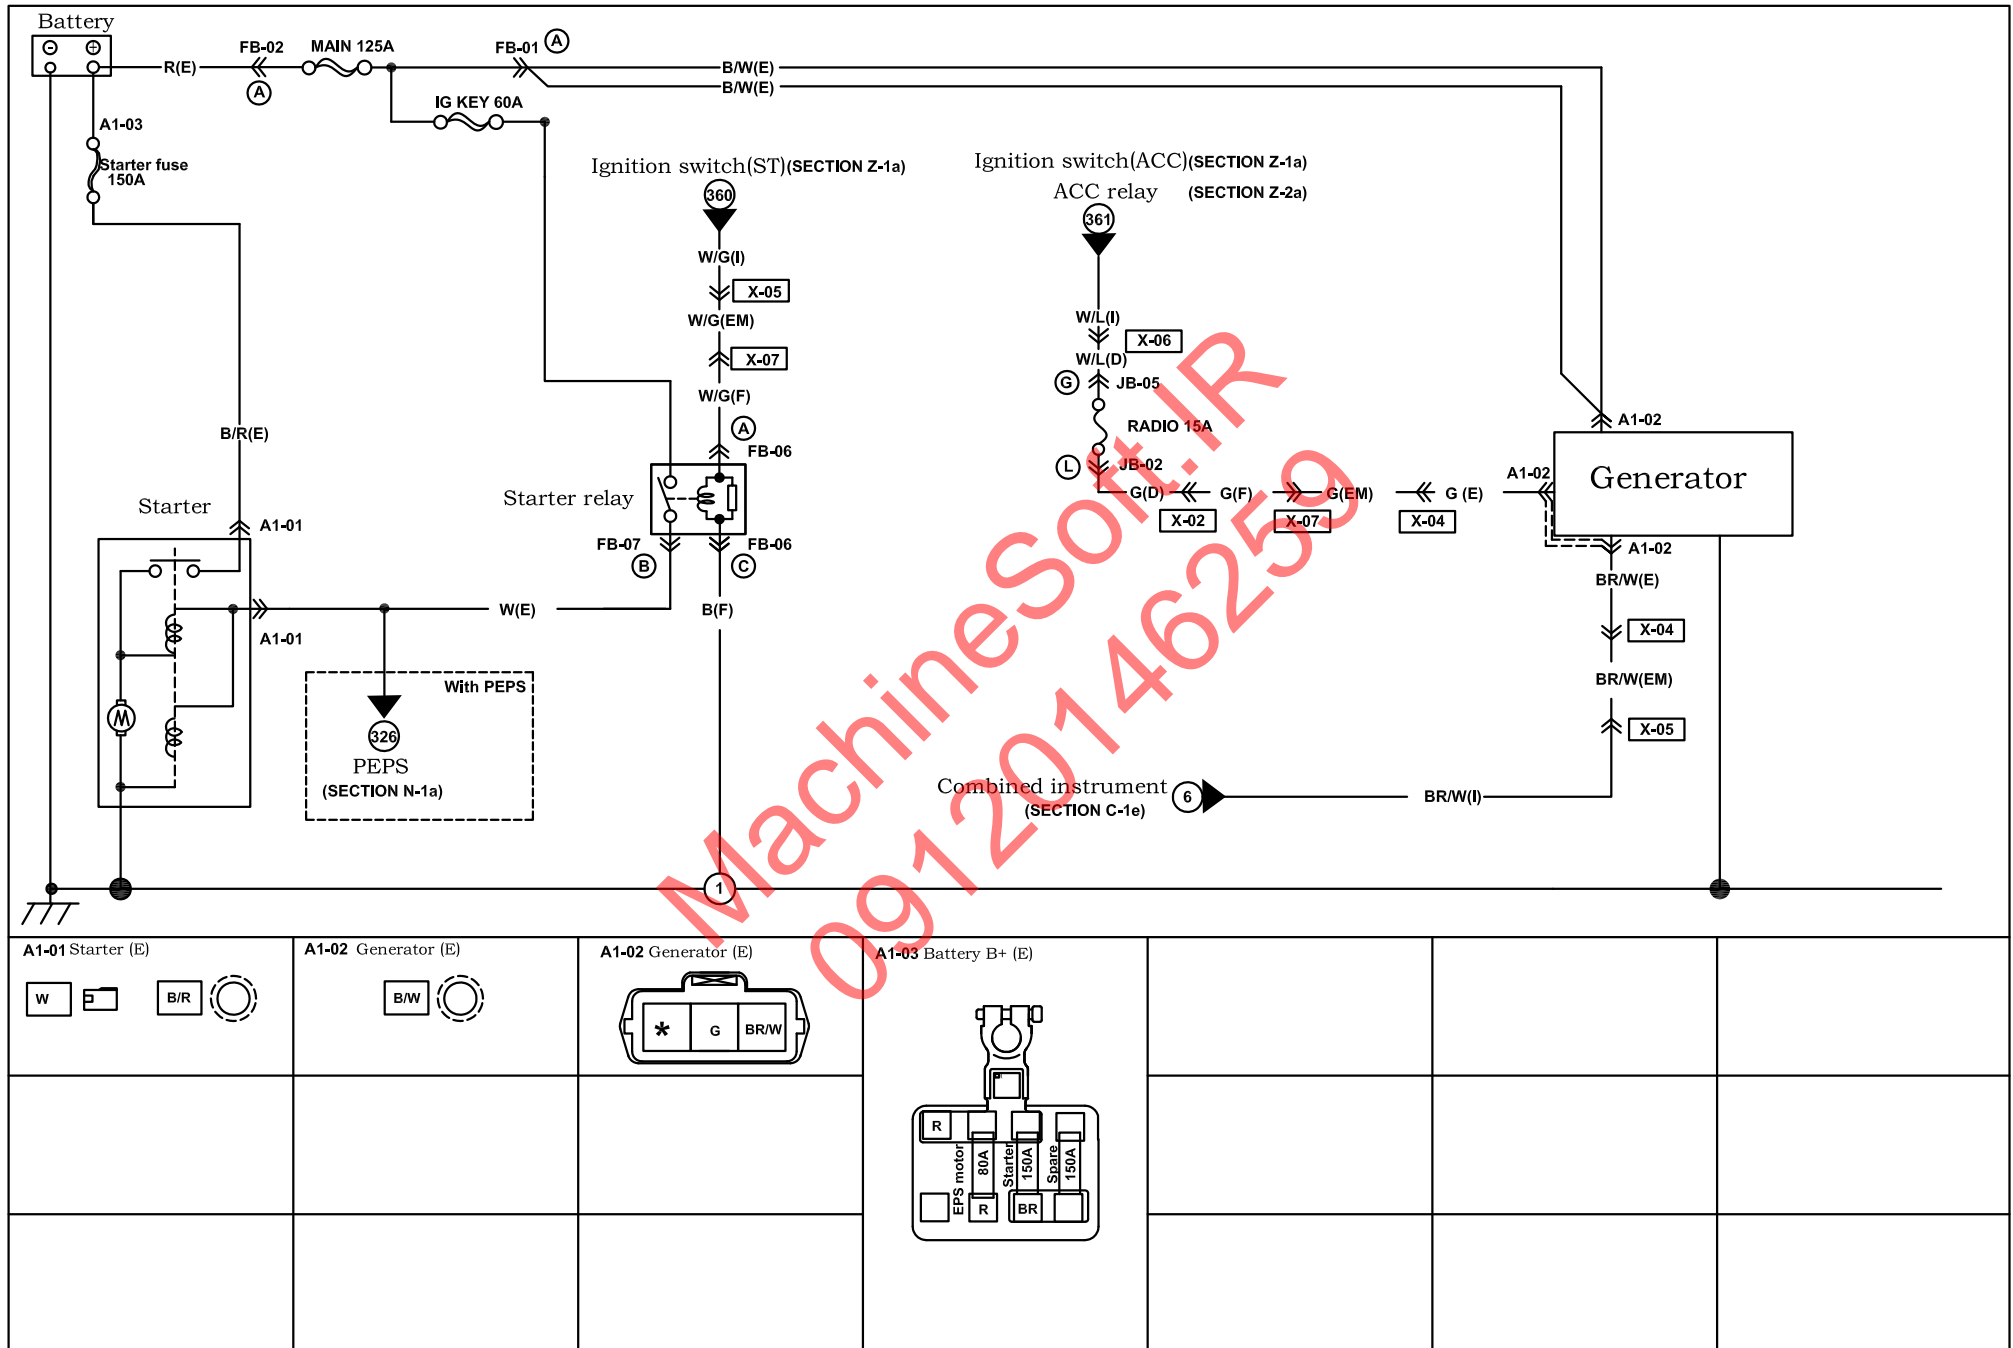 Battery
FB-02
MAIN 125A
FB-01
A
R(E)
A
B/W(E)
B/W(E)
IG KEY 60A
A1-03
Starter fuse
150A
Ignition switch(ST)(SECTION Z-1a)
360
Ignition switch(ACC)(SECTION Z-1a)
ACC relay (SECTION Z-2a)
361
W/G(I)
X-05
W/G(EM)
X-07
W/G(F)
W/L(I)
X-06
W/L(D)
G
JB-05
RADIO 15A
L
JB-02
A
FB-06
B/R(E)
A1-02
Generator
A1-02
G(D)
G(F)
G(EM)
G (E)
X-02
X-07
X-04
Starter relay
Starter
A1-01
FB-07
B
FB-06
C
A1-02
BR/W(E)
W(E)
B(F)
A1-01
X-04
With PEPS
BR/W(EM)
M
326
X-05
PEPS
(SECTION N-1a)
Combined instrument
(SECTION C-1e)
6
BR/W(I)
1
MachineSoft.IR
09120146259
A1-01 Starter (E)
W
B/R
A1-02 Generator (E)
B/W
A1-02 Generator (E)
*
G
BR/W
A1-03 Battery B+ (E)
R
EPS motor
80A
Starter
150A
Spare
150A
R
BR